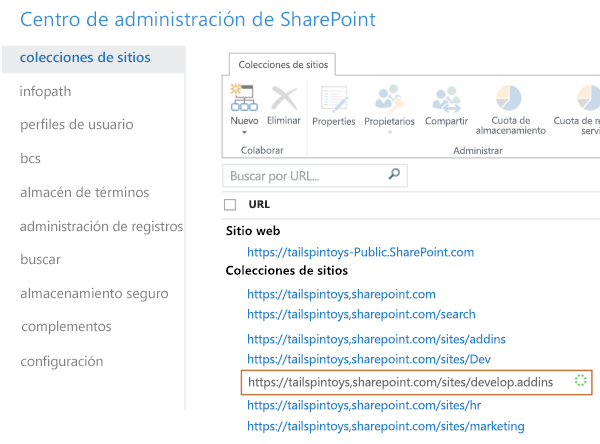 Centro de administración de SharePoint
colecciones de sitios
infopath
perfiles de usuario
bcs
almacén de términos
administración de registros
buscar
almacenamiento seguro
complementos
configuración
Colecciones de sitios
Nuevo
Eliminar
Properties
Propietarios
Compartir
Cuota de
almacenamiento
Cuota de re
servi
Colaborar
Administrar
Buscar por URL...
URL
Sitio web
https://tailspintoys-Public.SharePoint.com
Colecciones de sitios
https://tailspintoys,sharepoint.com
https://tailspintoys,sharepoint.com/search
https://tailspintoys,sharepoint.com/sites/addins
https://tailspintoys,sharepoint.com/sites/Dev
https://tailspintoys,sharepoint.com/sites/develop.addins
https://tailspintoys,sharepoint.com/sites/hr
https://tailspintoys,sharepoint.com/sites/marketing